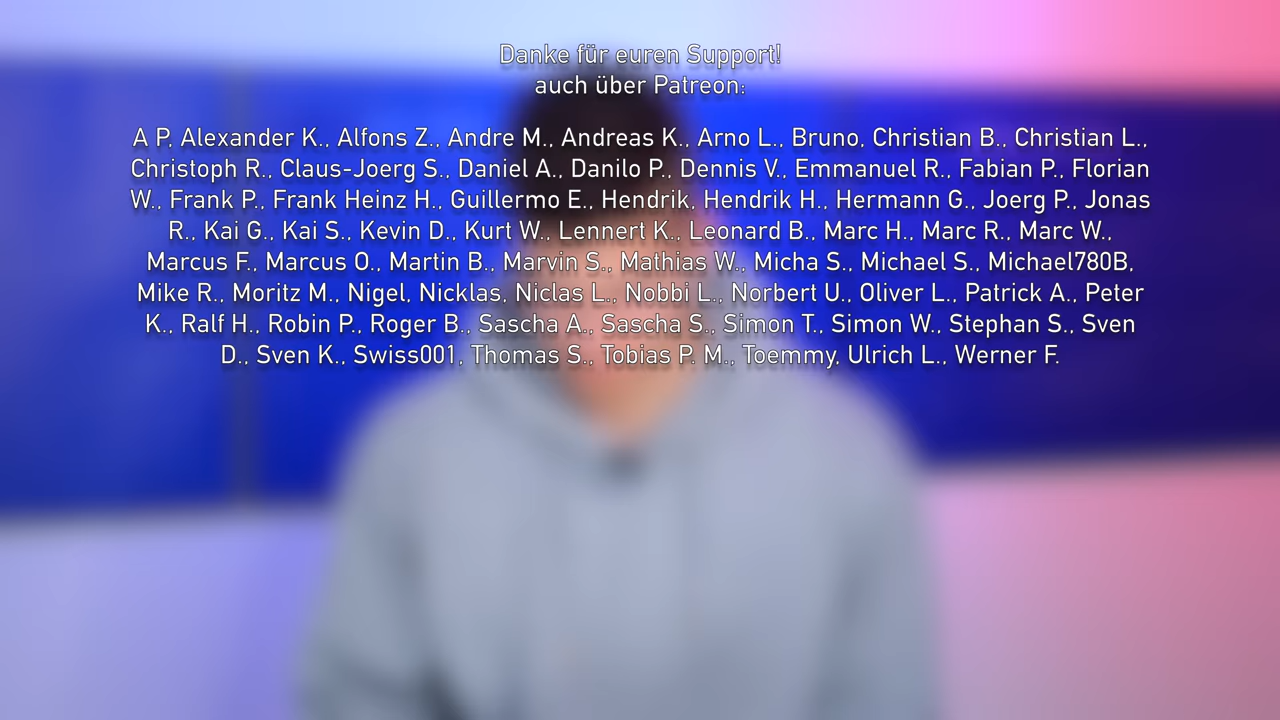 Danke für euren Support!
auch über Patreon:
A P., Alexander K., Alfons Z., Andre M., Andreas K., Arno L., Bruno, Christian B., Christian L.,
Christoph R., Claus-Joerg S., Daniel A., Danilo P., Dennis V., Emmanuel R., Fabian P., Florian
W., Frank P., Frank Heinz H., Guillermo E., Hendrik, Hendrik H., Hermann G., Joerg P., Jonas
R., Kai G., Kai S., Kevin D., Kurt W., Lennert K., Leonard B., Marc H., Marc R., Marc W.,
Marcus F., Marcus O., Martin B., Marvin S., Mathias W., Micha S., Michael S., Michael780B,
Mike R., Moritz M., Nigel, Nicklas, Niclas L., Nobbi L., Norbert U., Oliver L., Patrick A., Peter
K., Ralf H., Robin P., Roger B., Sascha A., Sascha S., Simon T., Simon W., Stephan S., Sven
D., Sven K., Swiss001, Thomas S., Tobias P. M., Toemmy, Ulrich L., Werner F.